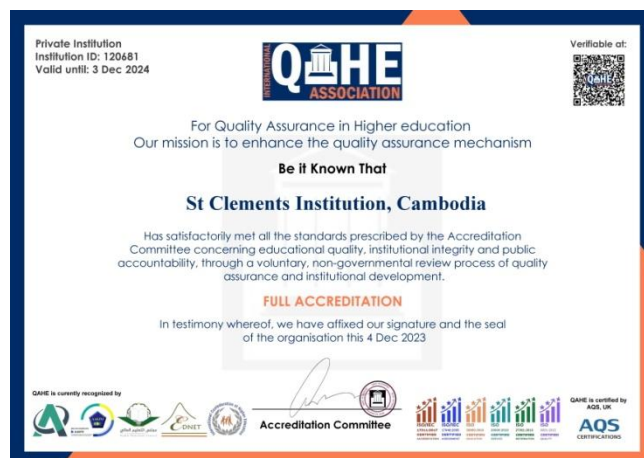 Private Institution
Institution ID: 120681
Valid until: 3 Dec 2024
INTERNATIONAL
QAHE
ASSOCIATION
Verifiable at:
QAHE
For Quality Assurance in Higher education
Our mission is to enhance the quality assurance mechanism
Be it Known That
St Clements Institution, Cambodia
Has satisfactorily met all the standards prescribed by the Accreditation
Committee concerning educational quality, institutional integrity and public
accountability, through a voluntary, non-governmental review process of quality
assurance and institutional development.
FULL ACCREDITATION
In testimony whereof, we have affixed our signature and the seal
of the organisation this 4 Dec 2023
QAHE is currently recognized by
EDNET
Accreditation Committee
QAHE is certified by
AQS, UK
AQS
CERTIFICATIONS